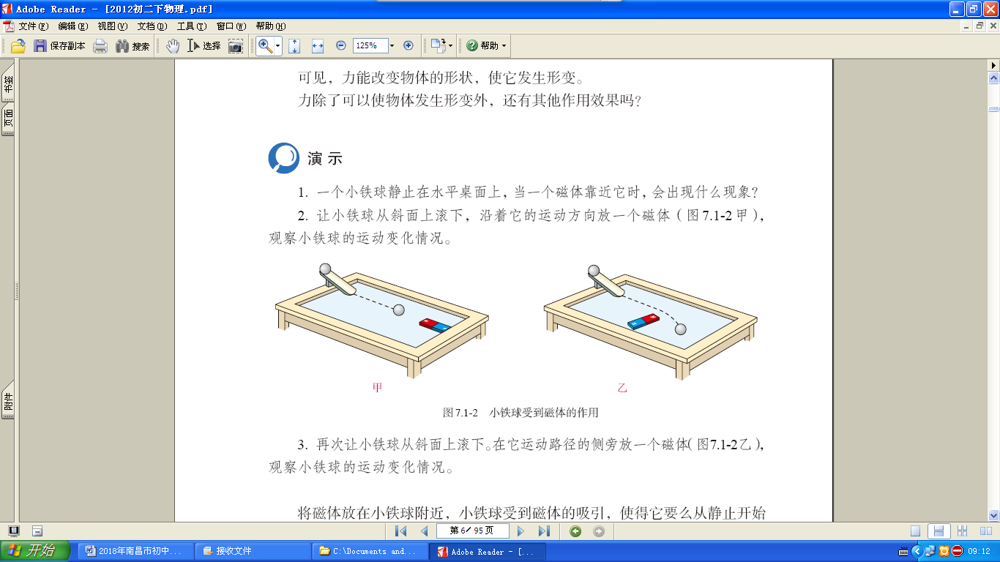 Adobe Reader - [2012初二下物理.pdf]
文件(F) 编辑(E) 视图(V) 文档(D) 工具(T) 窗口(W) 帮助(H)
保存副本 搜索 选择 125% 帮助
书签
页面
附件
可见，力能改变物体的形状，使它发生形变。
力除了可以使物体发生形变外，还有其他作用效果吗？
演示
1. 一个小铁球静止在水平桌面上，当一个磁体靠近它时，会出现什么现象？
2. 让小铁球从斜面上滚下，沿着它的运动方向放一个磁体（图7.1-2甲），
观察小铁球的运动变化情况。
甲 乙
图7.1-2 小铁球受到磁体的作用
3. 再次让小铁球从斜面上滚下。在它运动路径的侧旁放一个磁体（图7.1-2乙），
观察小铁球的运动变化情况。
将磁体放在小铁球附近，小铁球受到磁体的吸引，使得它要么从静止开始
第 6 / 95 页
开始 2018年南昌市初中... 接收文件 C:\Documents and... Adobe Reader - [... 09:12